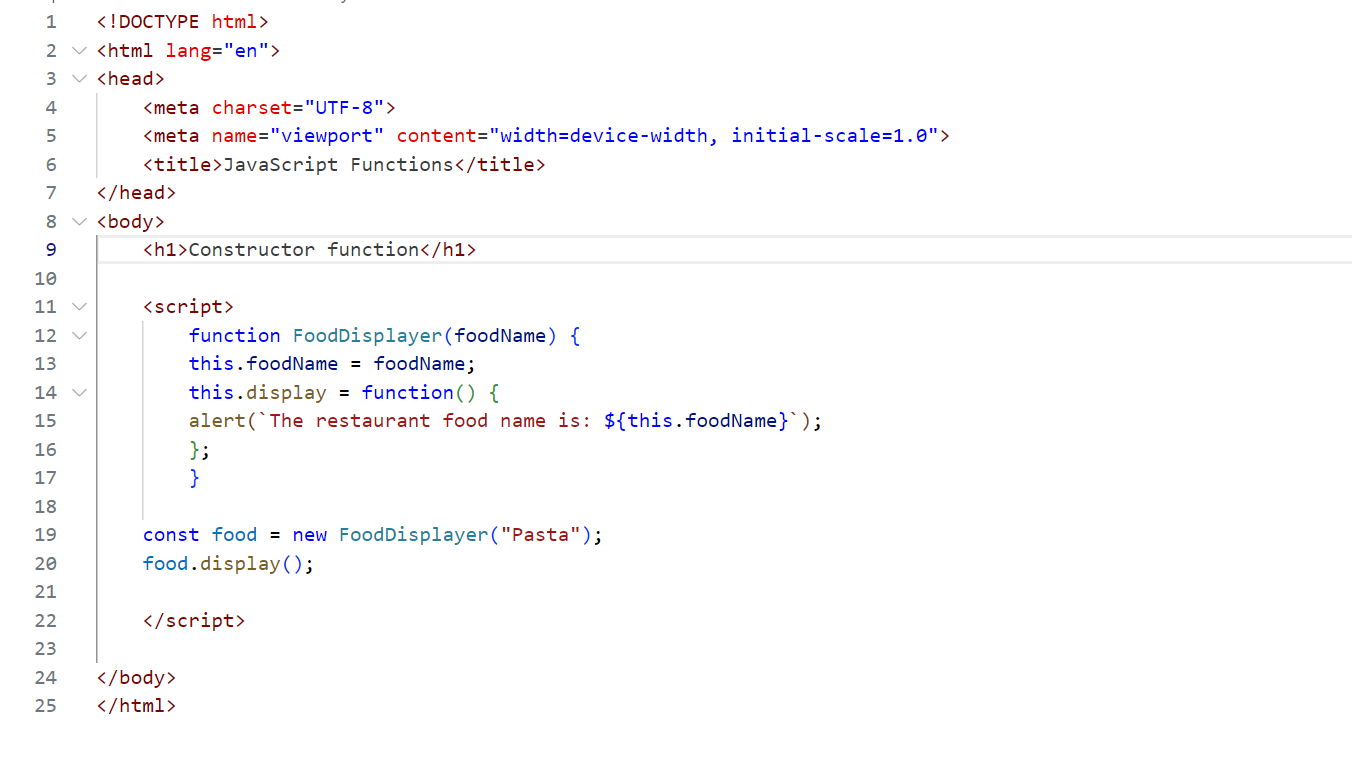 1 <!DOCTYPE html>
2 <html lang="en">
3 <head>
4 <meta charset="UTF-8">
5 <meta name="viewport" content="width=device-width, initial-scale=1.0">
6 <title>JavaScript Functions</title>
7 </head>
8 <body>
9 <h1>Constructor function</h1>
10
11 <script>
12 function FoodDisplayer(foodName) {
13 this.foodName = foodName;
14 this.display = function() {
15 alert(`The restaurant food name is: ${this.foodName}`);
16 };
17 }
18
19 const food = new FoodDisplayer("Pasta");
20 food.display();
21
22 </script>
23
24 </body>
25 </html>